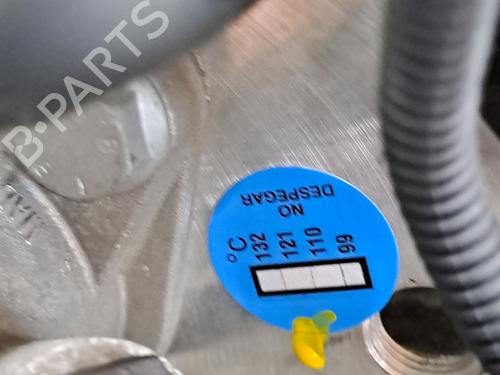 NO
DESPEGAR
°C
132
121
110
99
B-PARTS